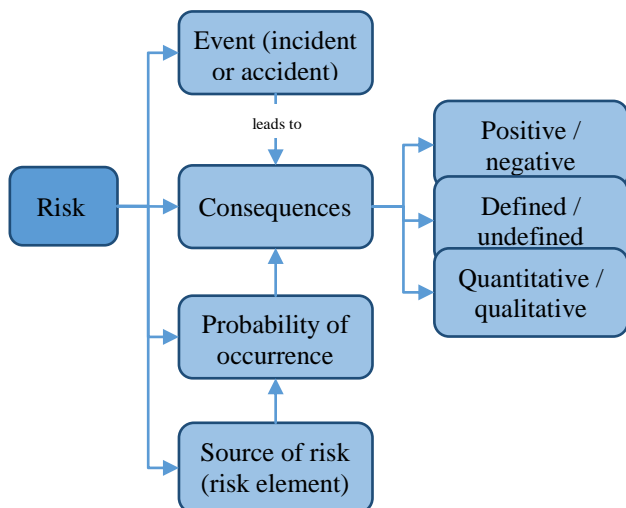 Event (incident
or accident)
leads to
Positive /
negative
Risk
Consequences
Defined /
undefined
Quantitative /
qualitative
Probability of
occurrence
Source of risk
(risk element)